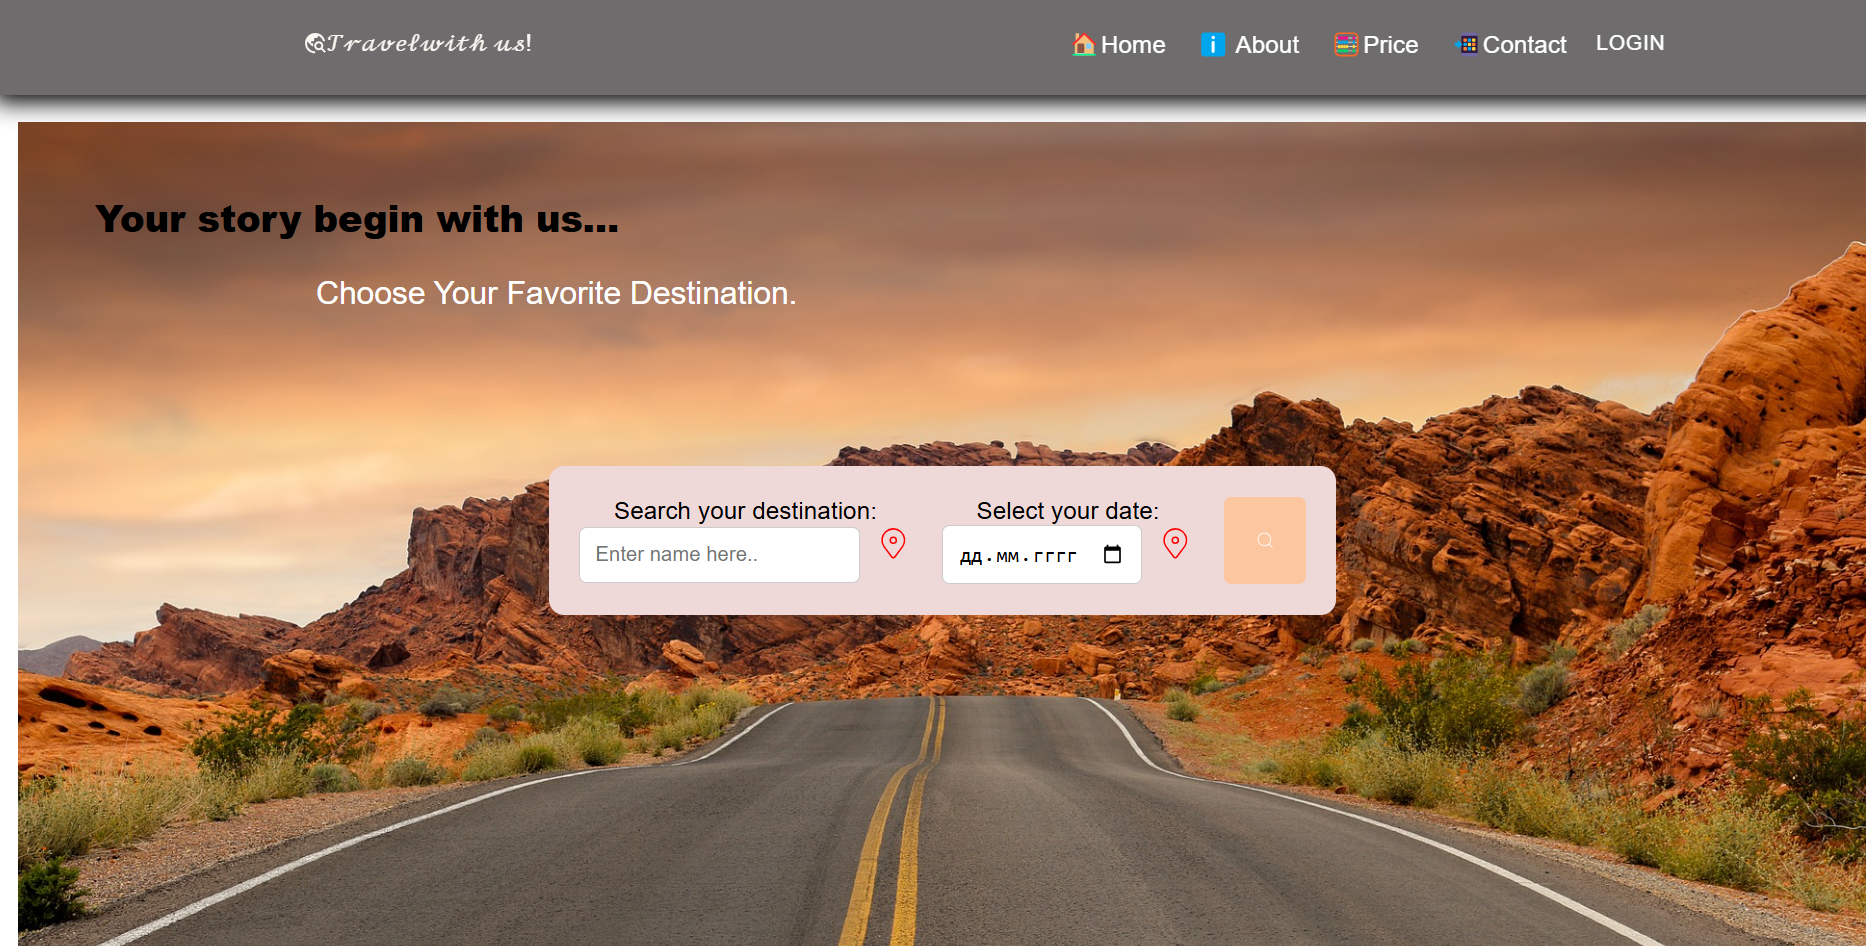 Travelwith us!
Home
About
Price
Contact
LOGIN
Your story begin with us...
Choose Your Favorite Destination.
Search your destination:
Select your date:
Enter name here..
дд.мм.гггг